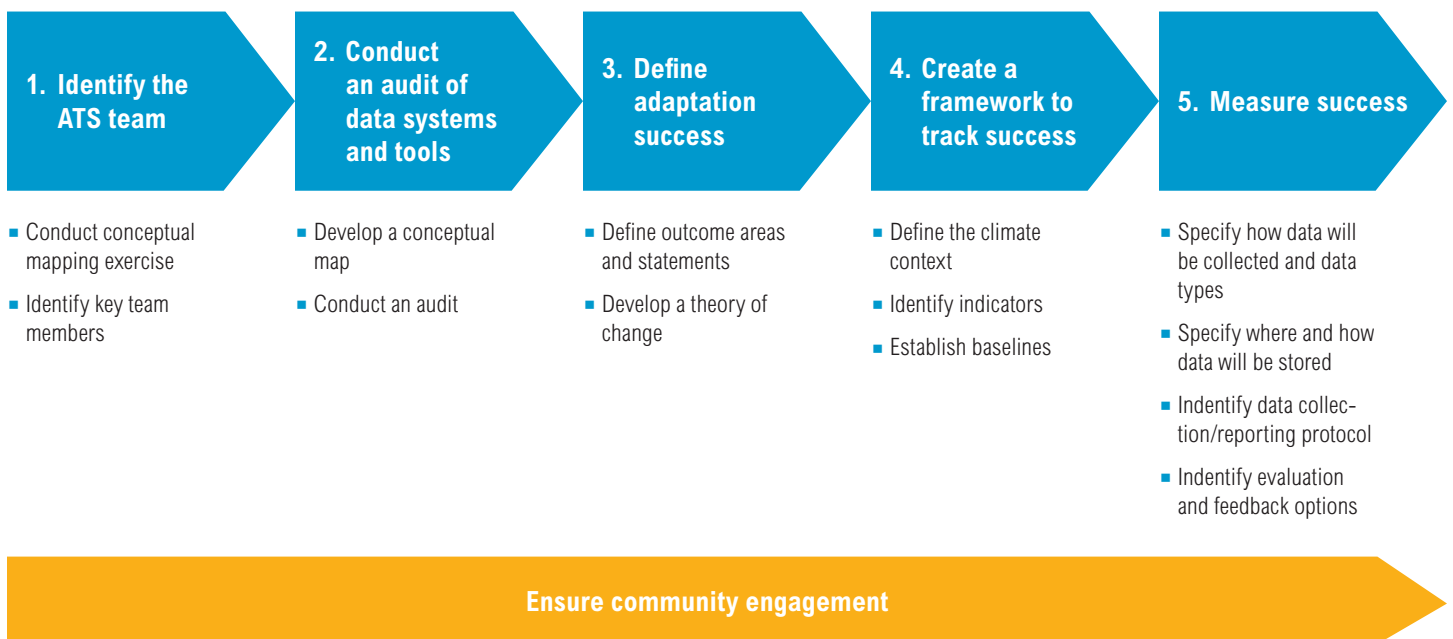 1. Identify the
ATS team
2. Conduct
an audit of
data systems
and tools
3. Define
adaptation
success
4. Create a
framework to
track success
5. Measure success
▪ Conduct conceptual
mapping exercise
▪ Identify key team
members
▪ Develop a conceptual
map
▪ Conduct an audit
▪ Define outcome areas
and statements
▪ Develop a theory of
change
▪ Define the climate
context
▪ Identify indicators
▪ Establish baselines
▪ Specify how data will
be collected and data
types
▪ Specify where and how
data will be stored
▪ Indentify data collec-
tion/reporting protocol
▪ Indentify evaluation
and feedback options
Ensure community engagement